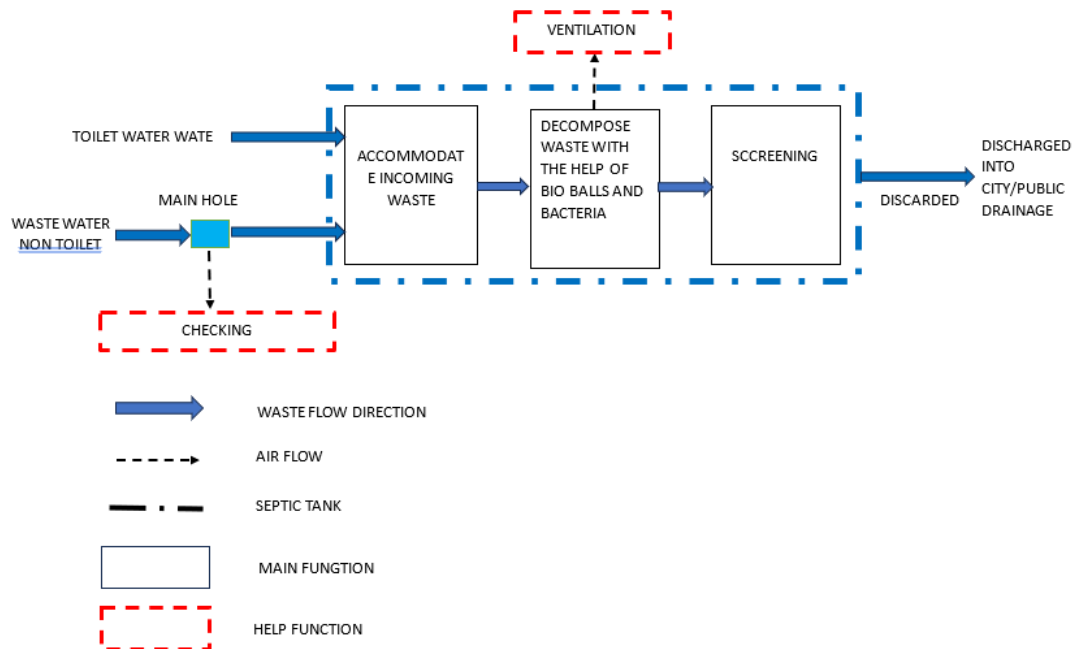 VENTILATION
TOILET WATER WATE
ACCOMMODAT
E INCOMING
WASTE
DECOMPOSE
WASTE WITH
THE HELP OF
BIO BALLS AND
BACTERIA
SCCREENING
DISCHARGED
INTO
CITY/PUBLIC
DRAINAGE
DISCARDED
MAIN HOLE
WASTE WATER
NON TOILET
CHECKING
WASTE FLOW DIRECTION
AIR FLOW
SEPTIC TANK
MAIN FUNGTION
HELP FUNCTION